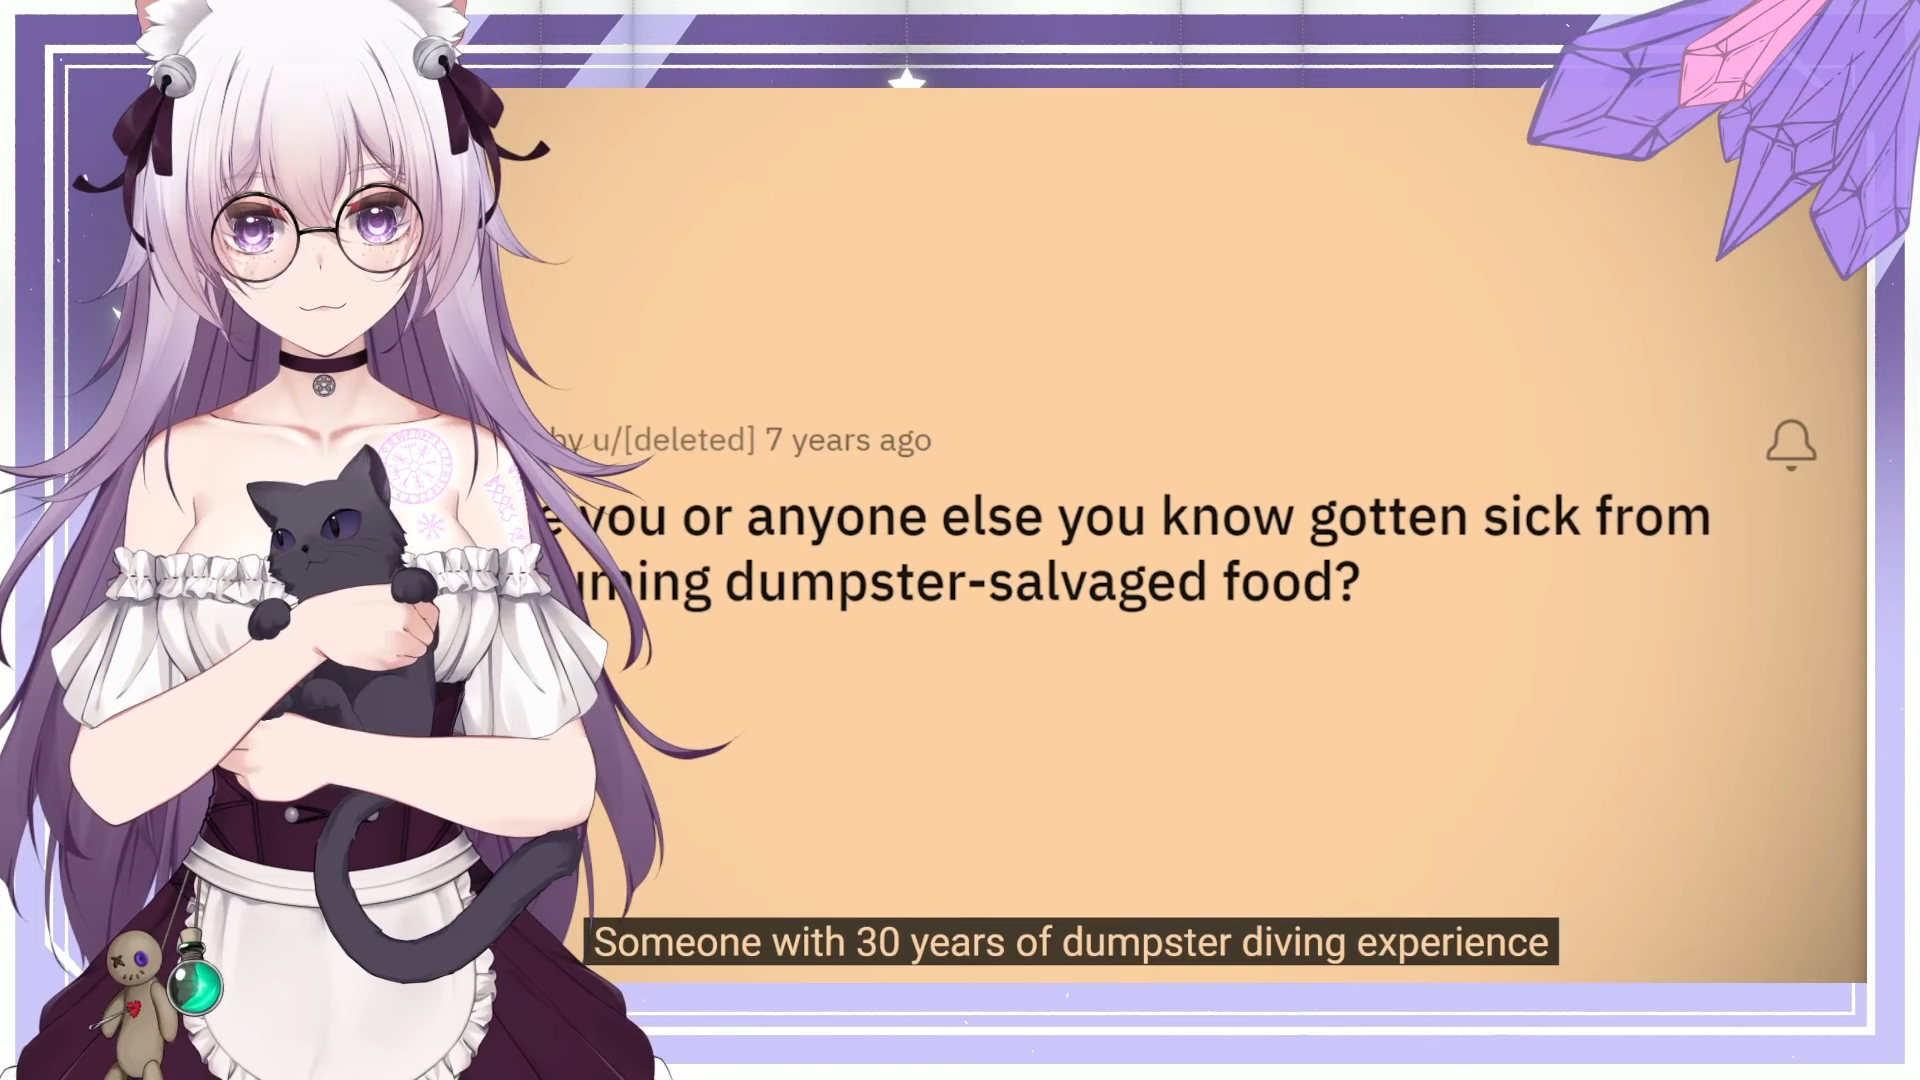 by u/[deleted] 7 years ago
you or anyone else you know gotten sick from
dumpster-salvaged food?
Someone with 30 years of dumpster diving experience